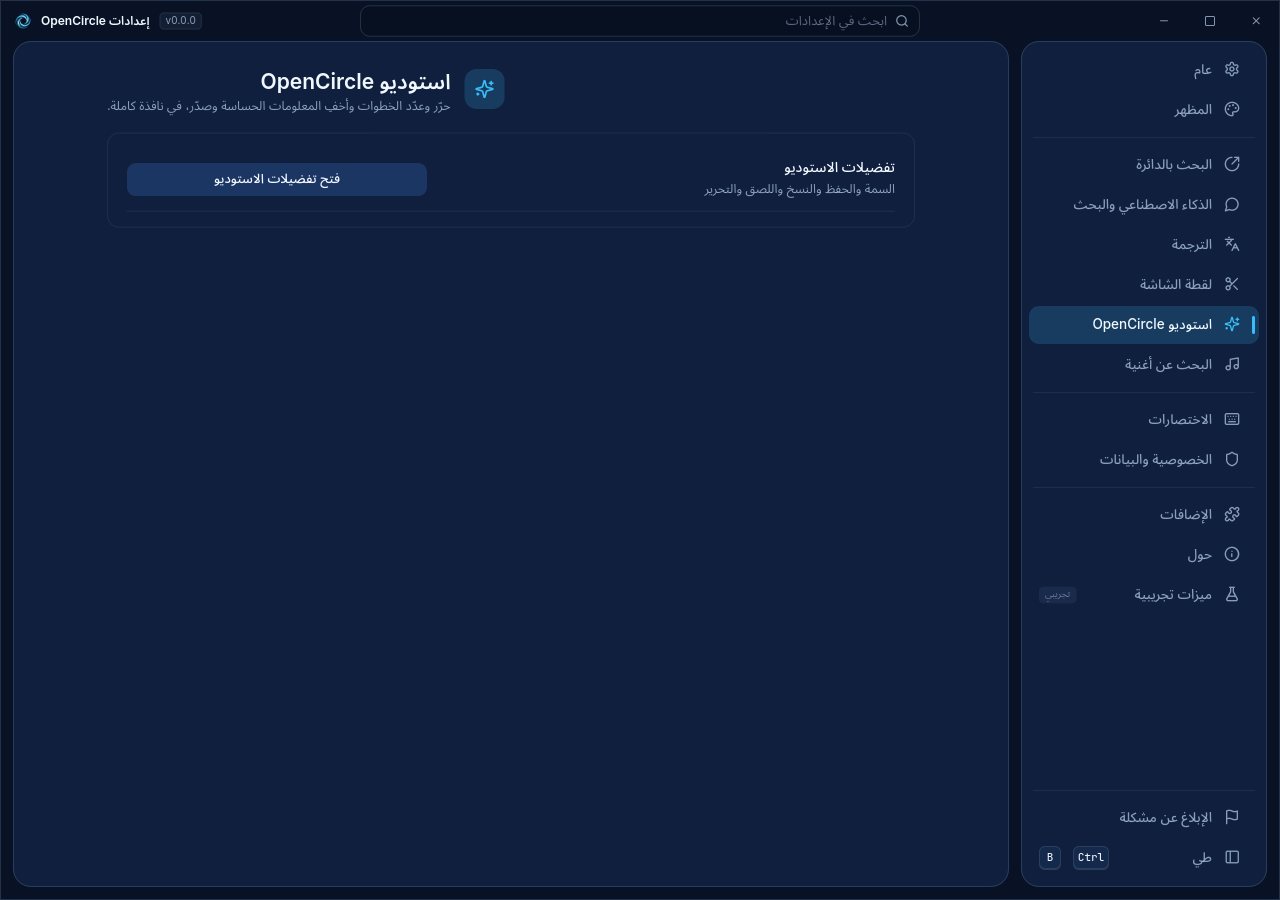 إعدادات OpenCircle
v0.0.0
ابحث في الإعدادات
عام
المظهر
البحث بالدائرة
الذكاء الاصطناعي والبحث
الترجمة
لقطة الشاشة
استوديو OpenCircle
البحث عن أغنية
الاختصارات
الخصوصية والبيانات
الإضافات
حول
ميزات تجريبية
تجريبي
الإبلاغ عن مشكلة
طي
Ctrl B
استوديو OpenCircle
حرّر وعدّد الخطوات وأخفِ المعلومات الحساسة وصدّر، في نافذة كاملة.
تفضيلات الاستوديو
السمة والحفظ والنسخ واللصق والتحرير
فتح تفضيلات الاستوديو